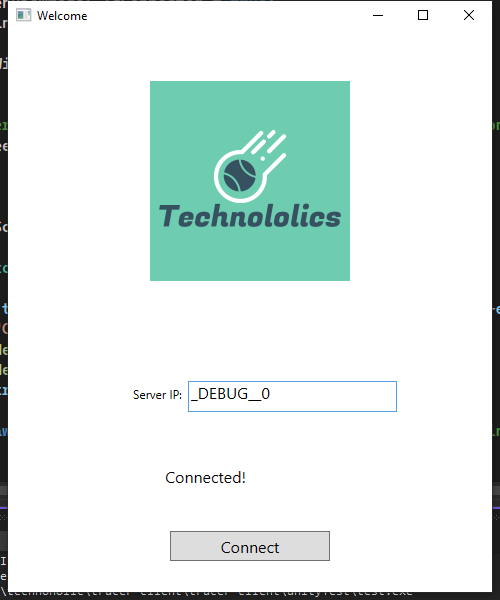 Welcome
Technololics
Server IP:
_DEBUG__0
Connected!
Connect